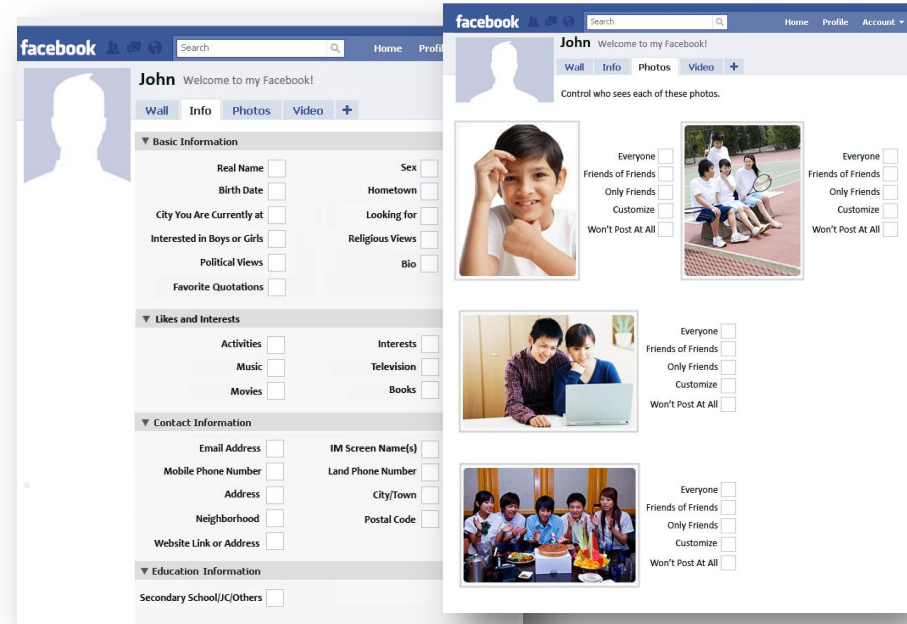 facebook
Search
Home Profil
John Welcome to my Facebook!
Wall Info Photos Video +
Basic Information
Real Name Sex
Birth Date Hometown
City You Are Currently at Looking for
Interested in Boys or Girls Religious Views
Political Views Bio
Favorite Quotations
Likes and Interests
Activities Interests
Music Television
Movies Books
Contact Information
Email Address IM Screen Name(s)
Mobile Phone Number Land Phone Number
Address City/Town
Neighborhood Postal Code
Website Link or Address
Education Information
Secondary School/JC/Others
facebook
Search
Home Profile Account
John Welcome to my Facebook!
Wall Info Photos Video +
Control who sees each of these photos.
Everyone
Friends of Friends
Only Friends
Customize
Won't Post At All
Everyone
Friends of Friends
Only Friends
Customize
Won't Post At All
Everyone
Friends of Friends
Only Friends
Customize
Won't Post At All
Everyone
Friends of Friends
Only Friends
Customize
Won't Post At All